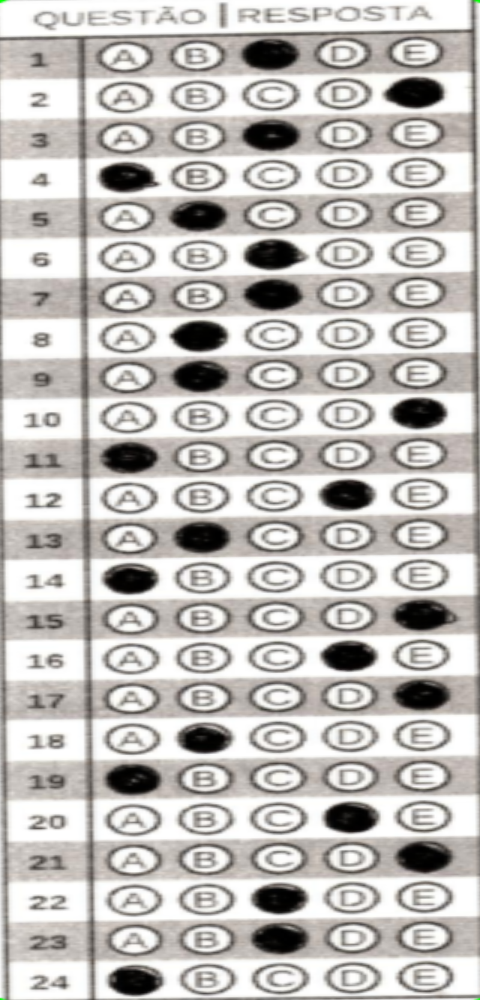 QUESTÃO | RESPOSTA
1 A B D E
2 A B C D
3 A B D E
4 B C D E
5 A C D E
6 A B D E
7 A B D E
8 A C D E
9 A C D E
10 A B C D
11 B C D E
12 A B C E
13 A C D E
14 B C D E
15 A B C D
16 A B C E
17 A B C D
18 A C D E
19 B C D E
20 A B C E
21 A B C D
22 A B D E
23 A B D E
24 B C D E